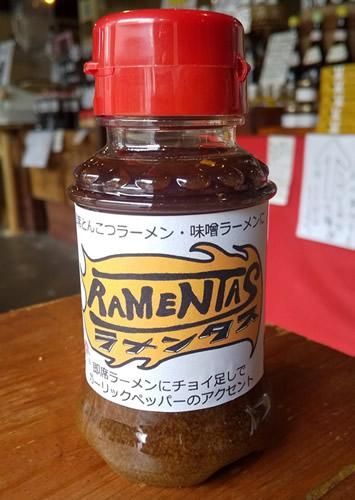 とんこつラーメン・味噌ラーメンに
RAMENTAS
ラメンタス
即席ラーメンにチョイ足しで
ガーリックペッパーのアクセント